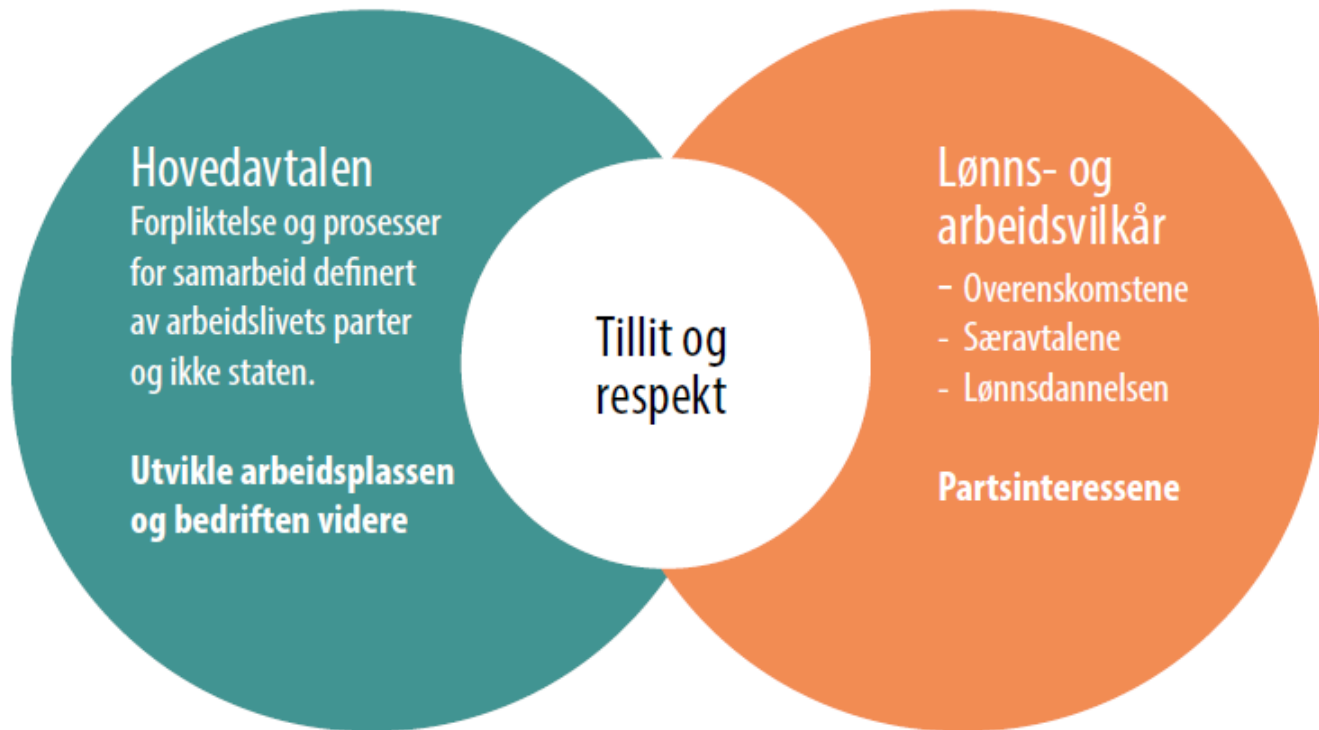 Hovedavtalen
Forpliktelse og prosesser
for samarbeid definert
av arbeidslivets parter
og ikke staten.
Utvikle arbeidsplassen
og bedriften videre
Tillit og
respekt
Lønns- og
arbeidsvilkår
- Overenskomstene
- Særavtalene
- Lønnsdannelsen
Partsinteressene